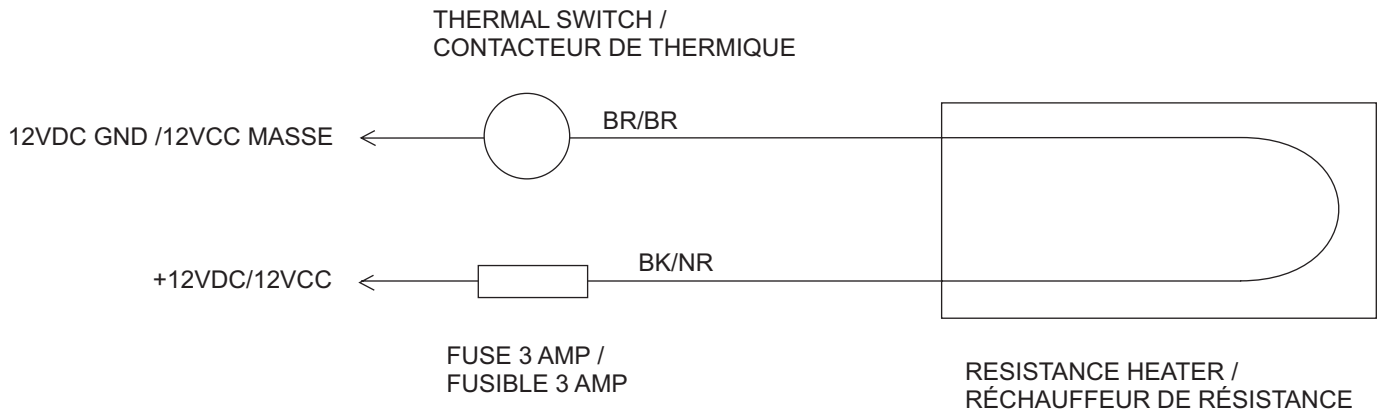 THERMAL SWITCH /
CONTACTEUR DE THERMIQUE
12VDC GND /12VCC MASSE
BR/BR
+12VDC/12VCC
BK/NR
FUSE 3 AMP /
FUSIBLE 3 AMP
RESISTANCE HEATER /
RÉCHAUFFEUR DE RÉSISTANCE